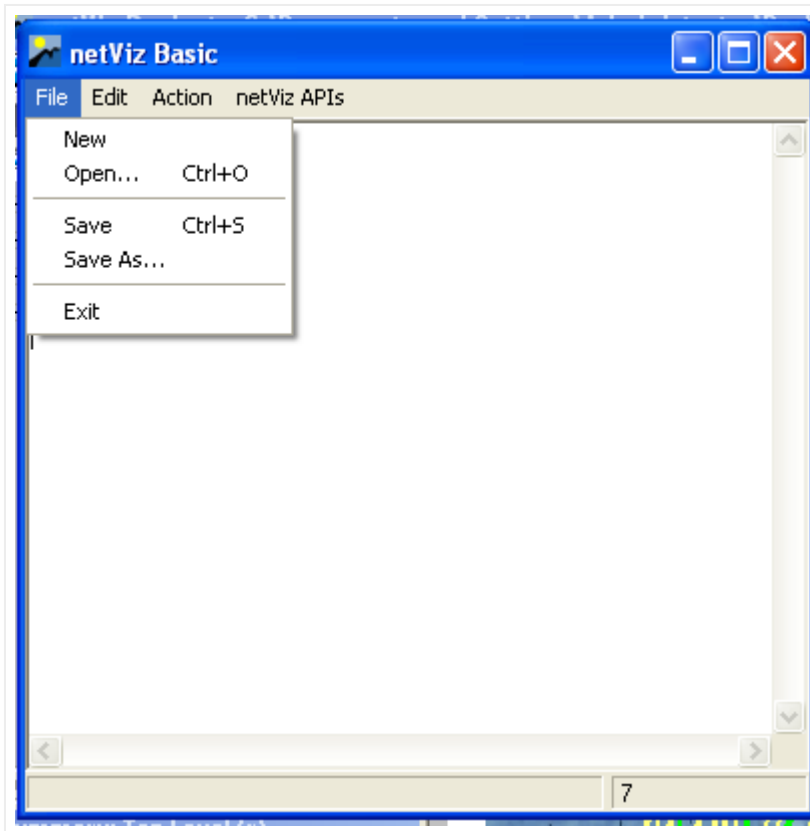 netViz Basic
File Edit Action netViz APIs
New
Open... Ctrl+O
Save Ctrl+S
Save As...
Exit
7